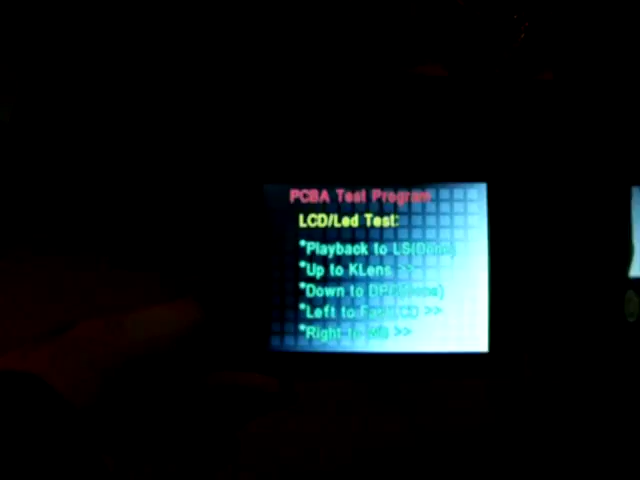 PCBA Test Program
LCD/Led Test:
*Playback to LS(Done)
*Up to KLens >>
*Down to
*Left to >>
*Right to >>